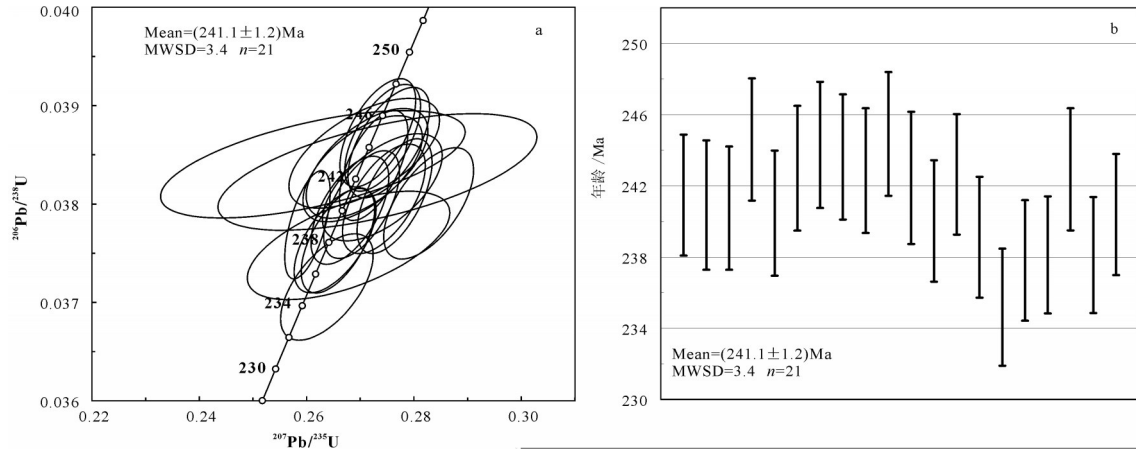 0.040
0.039
0.038
0.037
0.036
²⁰⁶Pb/²³⁸U
Mean=(241.1±1.2)Ma
MWSD=3.4 n=21
a
250
246
242
238
234
230
0.22
0.24
0.26
0.28
0.30
²⁰⁷Pb/²³⁵U
b
250
246
242
238
234
230
年龄/Ma
Mean=(241.1±1.2)Ma
MWSD=3.4 n=21